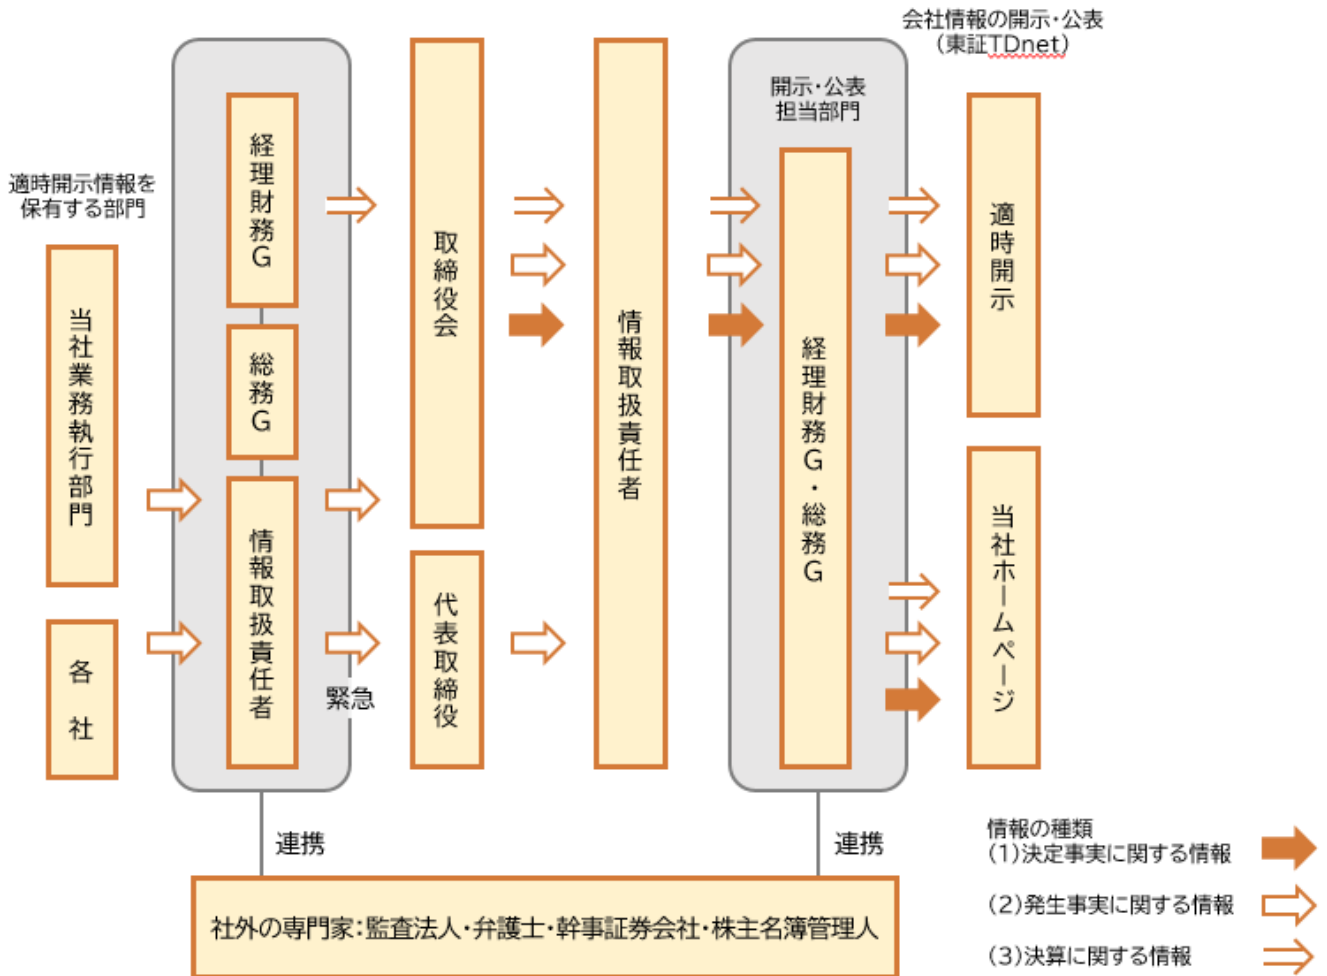 会社情報の開示・公表
（東証TDnet）
適時開示情報を
保有する部門
当社業務執行部門
各社
経理財務G
総務G
情報取扱責任者
緊急
取締役会
代表取締役
情報取扱責任者
開示・公表
担当部門
経理財務G・総務G
適時開示
当社ホームページ
連携
連携
社外の専門家：監査法人・弁護士・幹事証券会社・株主名簿管理人
情報の種類
(1)決定事実に関する情報
(2)発生事実に関する情報
(3)決算に関する情報